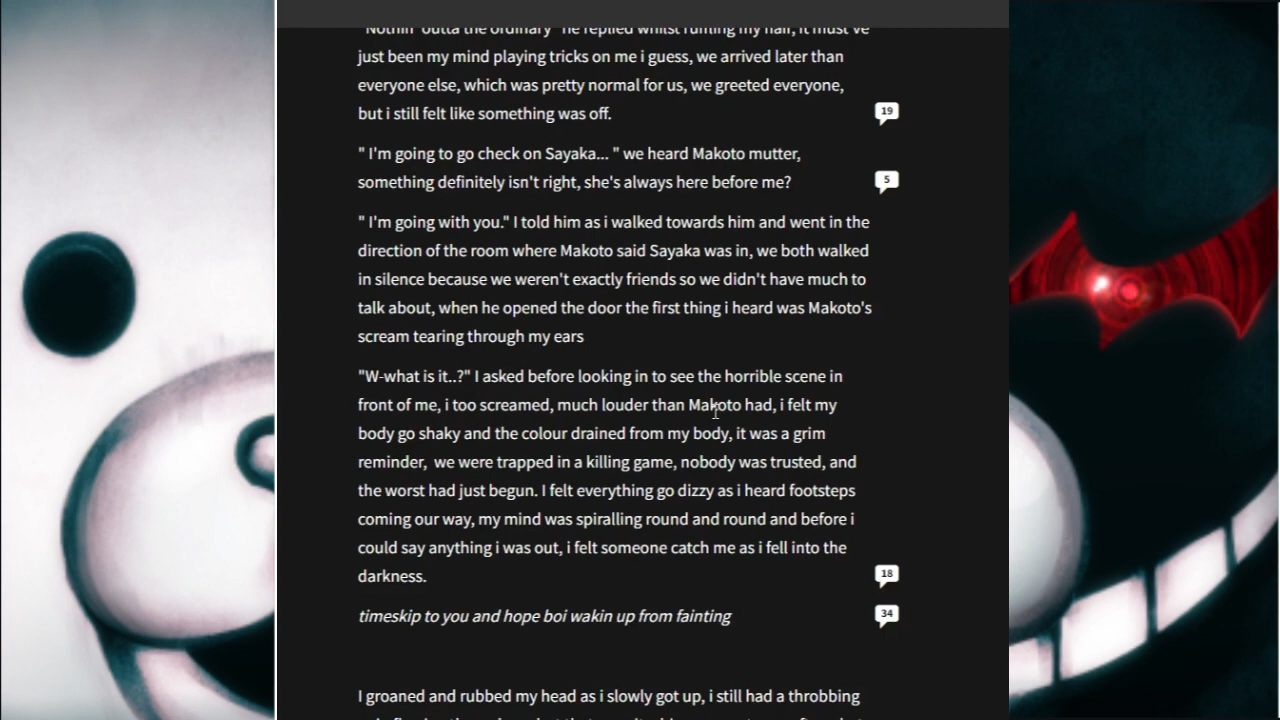 "Nothin' outta the ordinary" he replied whilst ruffling my hair, it must've
just been my mind playing tricks on me i guess, we arrived later than
everyone else, which was pretty normal for us, we greeted everyone,
but i still felt like something was off.
19
" I'm going to go check on Sayaka... " we heard Makoto mutter,
something definitely isn't right, she's always here before me?
5
" I'm going with you." I told him as i walked towards him and went in the
direction of the room where Makoto said Sayaka was in, we both walked
in silence because we weren't exactly friends so we didn't have much to
talk about, when he opened the door the first thing i heard was Makoto's
scream tearing through my ears
"W-what is it..?" I asked before looking in to see the horrible scene in
front of me, i too screamed, much louder than Makoto had, i felt my
body go shaky and the colour drained from my body, it was a grim
reminder,  we were trapped in a killing game, nobody was trusted, and
the worst had just begun. I felt everything go dizzy as i heard footsteps
coming our way, my mind was spiralling round and round and before i
could say anything i was out, i felt someone catch me as i fell into the
darkness.
18
timeskip to you and hope boi wakin up from fainting
34
I groaned and rubbed my head as i slowly got up, i still had a throbbing